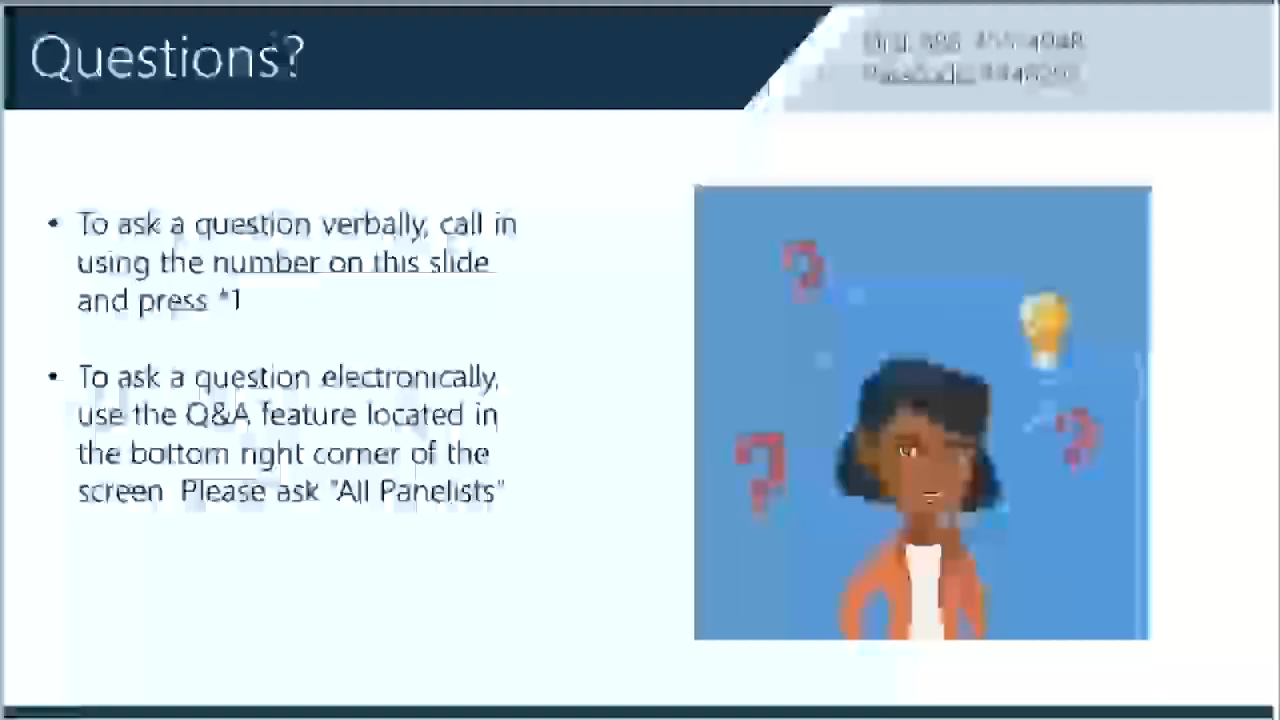 Questions?
To ask a question verbally, call in
using the number on this slide
and press *1
To ask a question electronically,
use the Q&A feature located in
the bottom right corner of the
screen Please ask "All Panelists"